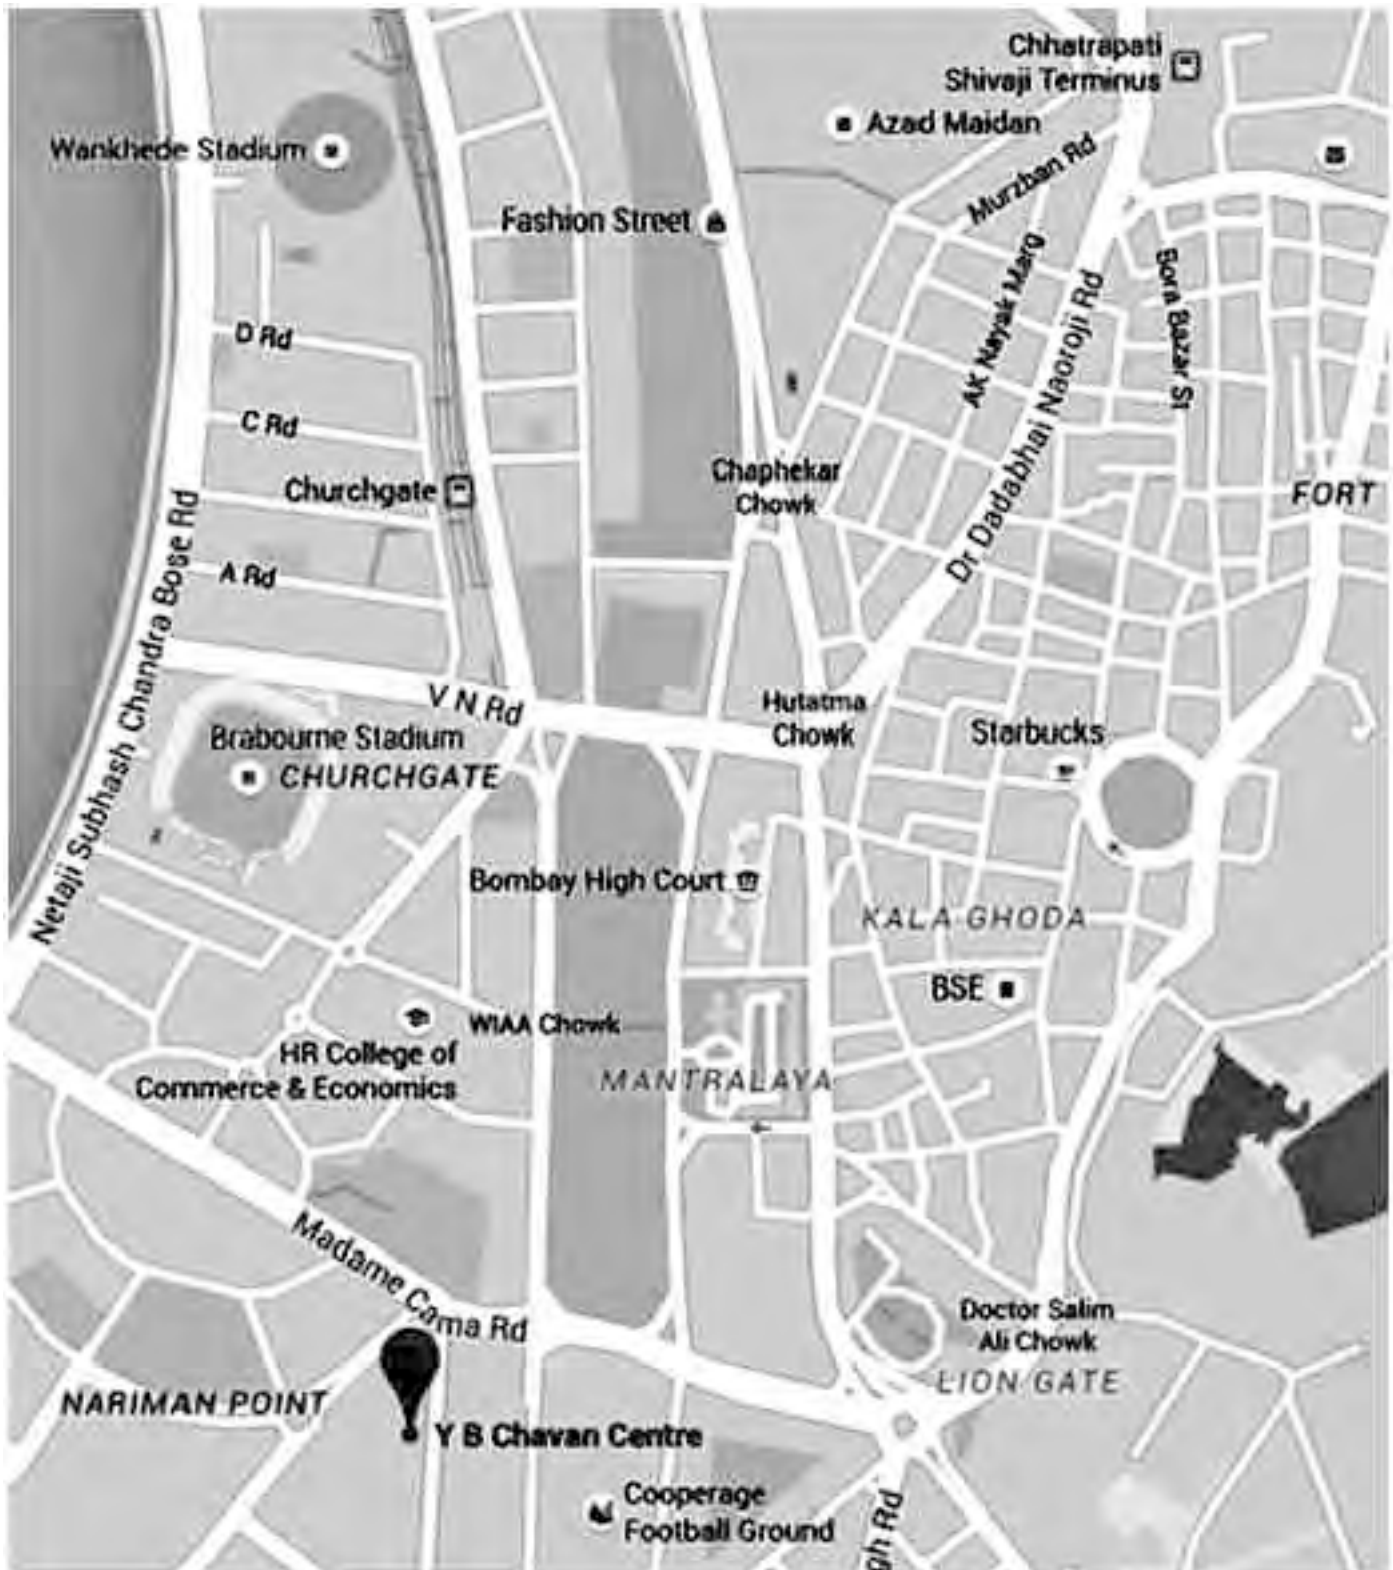 Chhatrapati
Shivaji Terminus
Azad Maidan
Wankhede Stadium
Murzban Rd
Fashion Street
AK Nayak Marg
Bora Bazar St
D Rd
Dr Dadabhai Naoroji Rd
C Rd
Chaphekar
Chowk
Churchgate
FORT
A Rd
Netaji Subhash Chandra Bose Rd
V N Rd
Hutatma
Chowk
Starbucks
Brabourne Stadium
CHURCHGATE
Bombay High Court
KALA GHODA
BSE
WIAA Chowk
HR College of
Commerce & Economics
MANTRALAYA
Madame Cama Rd
Doctor Salim
Ali Chowk
LION GATE
NARIMAN POINT
Y B Chavan Centre
Cooperage
Football Ground
gh Rd